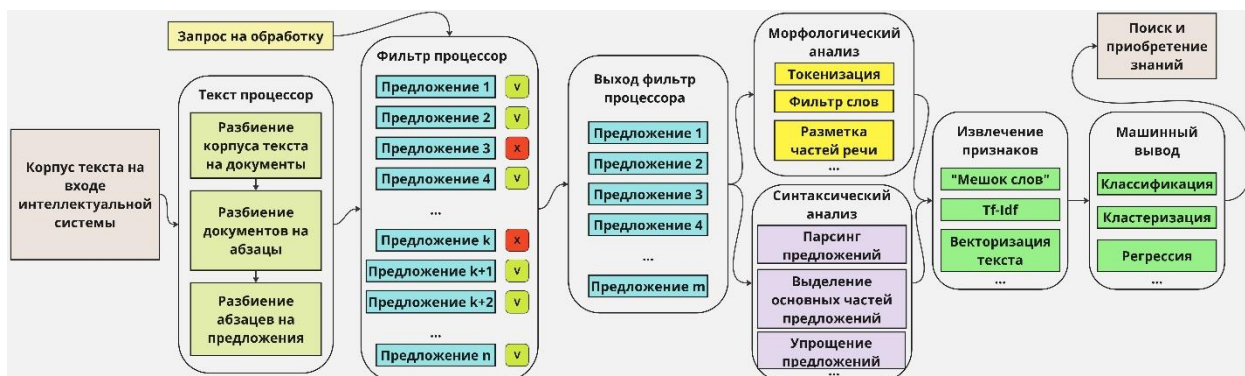 Запрос на обработку
Корпус текста на
входе
интеллектуальной
системы
Текст процессор
Разбиение
корпуса текста
на документы
Разбиение
документов на
абзацы
Разбиение
абзацев на
предложения
Фильтр процессор
Предложение 1 v
Предложение 2 v
Предложение 3 x
Предложение 4 v
...
Предложение k x
Предложение k+1 v
Предложение k+2 v
...
Предложение n v
Выход фильтр
процессора
Предложение 1
Предложение 2
Предложение 3
Предложение 4
...
Предложение m
Морфологический
анализ
Токенизация
Фильтр слов
Разметка
частей речи
...
Синтаксический
анализ
Парсинг
предложений
Выделение
основных частей
предложений
Упрощение
предложений
...
Извлечение
признаков
"Мешок слов"
Tf-Idf
Векторизация
текста
...
Машинный
вывод
Классификация
Кластеризация
Регрессия
...
Поиск и
приобретение
знаний